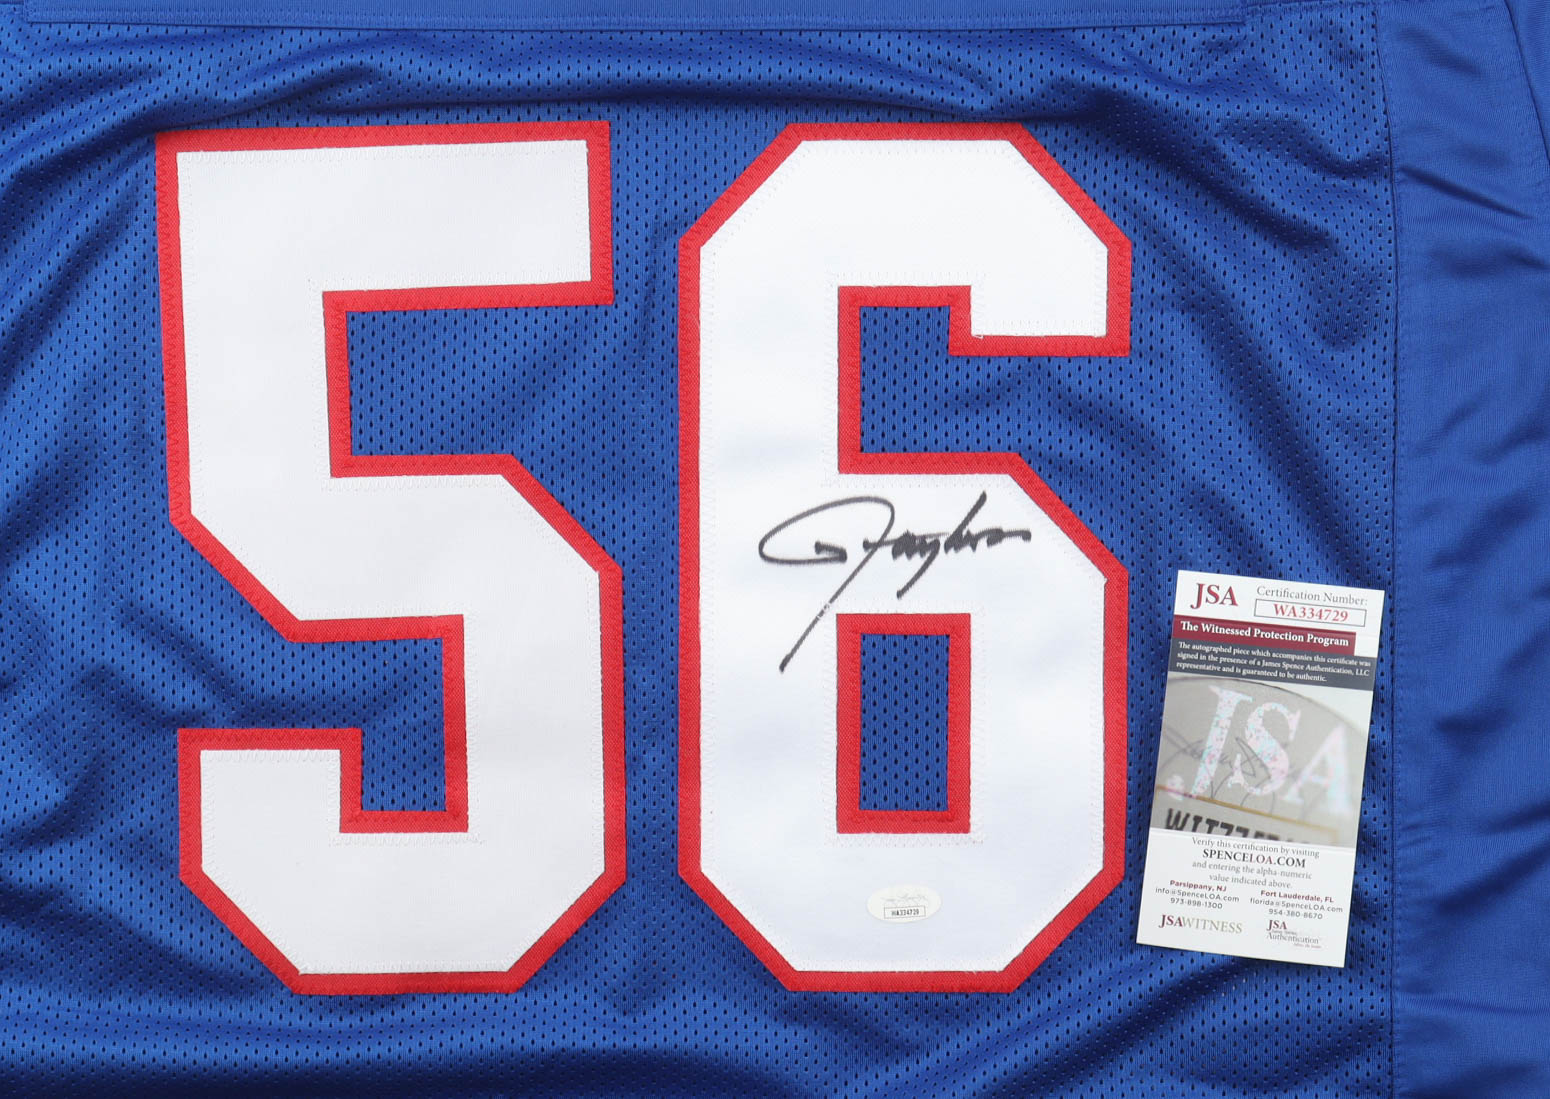 56
JSA
Certification Number:
WA334729
The Witnessed Protection Program
The autographed piece which accompanies this certificate was
signed in the presence of a James Spence Authentication, LLC
representative and is guaranteed to be authentic.
JSA
Verify this certification by visiting
SPENCELOA.COM
and entering the alpha-numeric
value indicated above.
Parsippany, NJ
info@SpenceLOA.com
973-898-1300
Fort Lauderdale, FL
florida@SpenceLOA.com
954-380-8670
JSAWITNESS
JSA
Authentication
WA334729